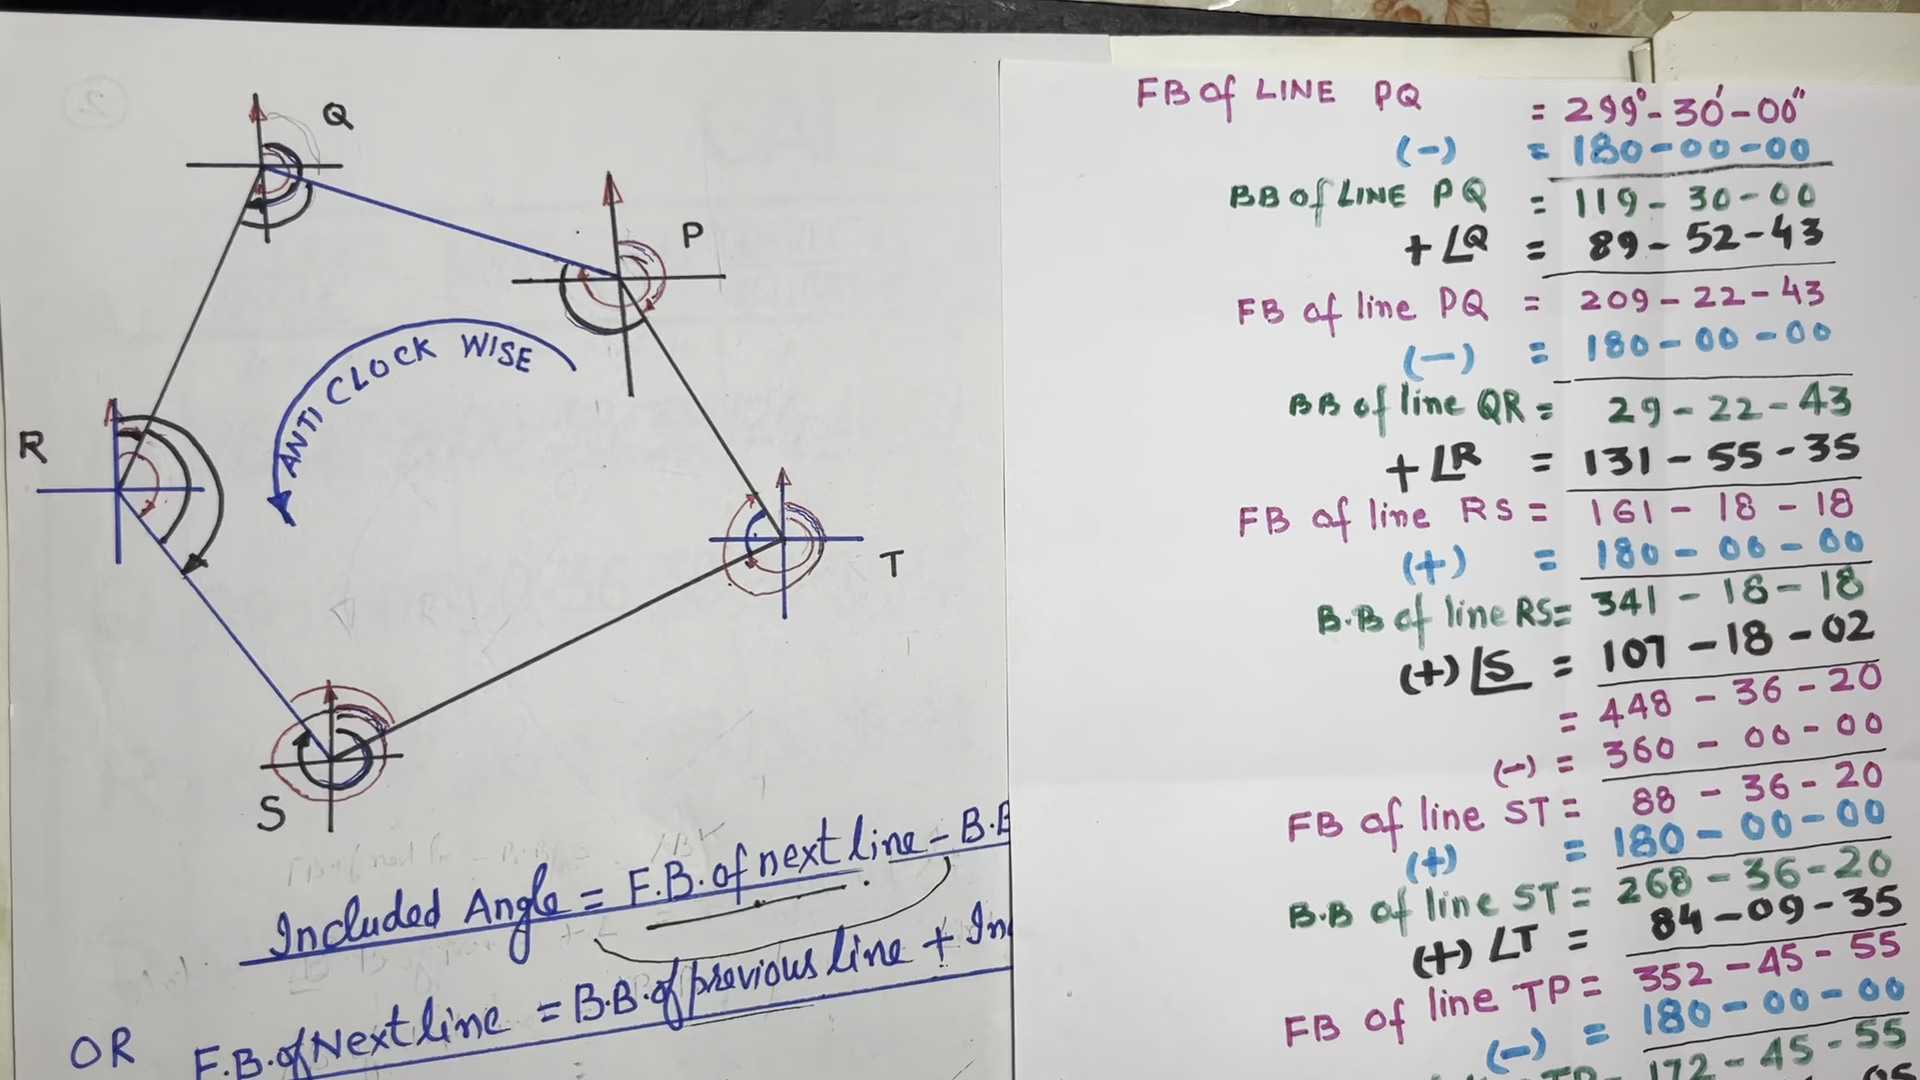 Q
P
ANTI CLOCK WISE
R
T
S
Included Angle = F.B. of next line - B.B
OR F.B. of Next line = B.B. of previous line + In
FB of LINE PQ = 299°- 30'- 00"
(-) = 180-00-00
BB of LINE PQ = 119- 30-00
+∠Q = 89-52-43
FB of line PQ = 209-22-43
(-) = 180-00-00
BB of line QR = 29-22-43
+∠R = 131-55-35
FB of line RS = 161-18-18
(+) = 180-00-00
B.B of line RS= 341-18-18
(+)∠S = 107-18-02
= 448-36-20
(-) = 360-00-00
FB of line ST = 88-36-20
(+) = 180-00-00
B.B of line ST = 268-36-20
(+)∠T = 84-09-35
FB of line TP = 352-45-55
(-) = 180-00-00
172-45-55